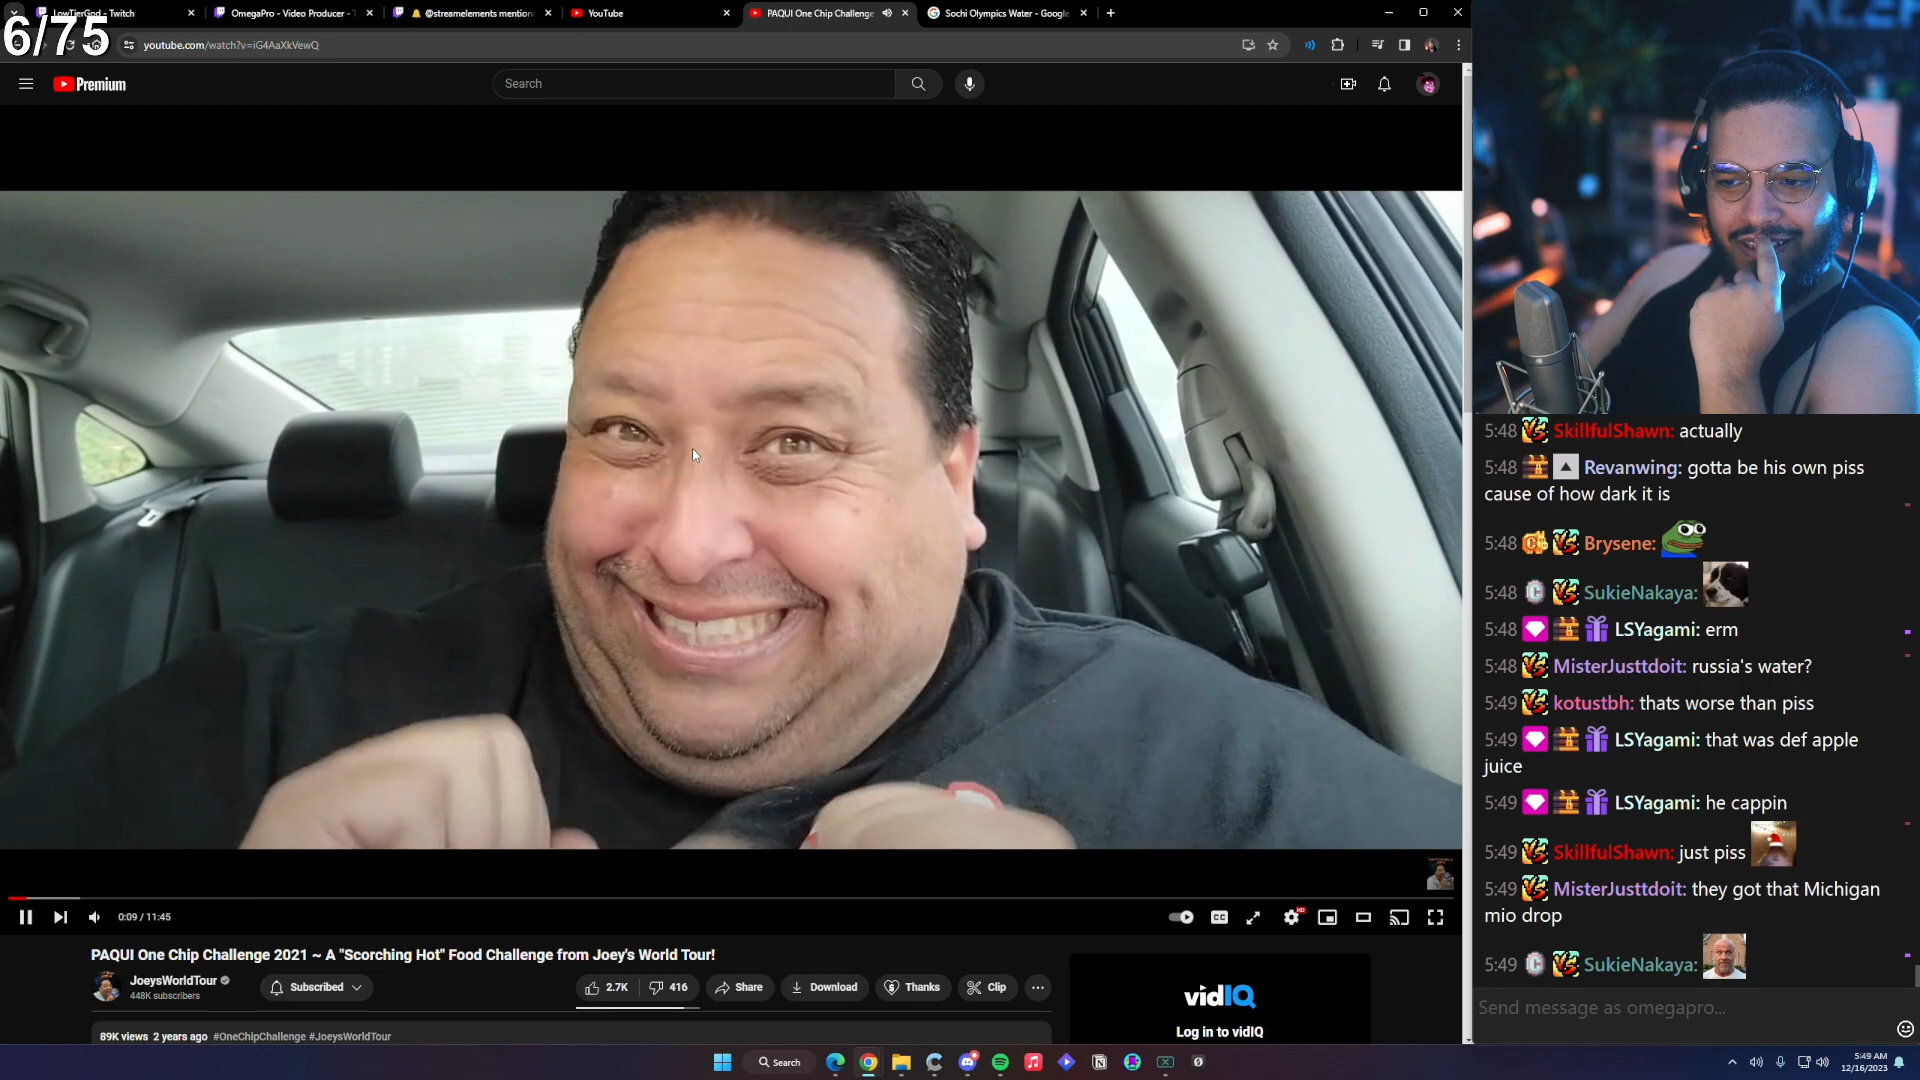 6/75
LowTierGod - Twitch
OmegaPro - Video Producer - T
@streamelements mention
YouTube
PAQUI One Chip Challenge
Sochi Olympics Water - Google
youtube.com/watch?v=iG4AaXkVewQ
Premium
Search
5:48 SkillfulShawn: actually
5:48 Revanwing: gotta be his own piss
cause of how dark it is
5:48 Brysene:
5:48 SukieNakaya:
5:48 LSYagami: erm
5:48 MisterJusttdoit: russia's water?
5:49 kotustbh: thats worse than piss
5:49 LSYagami: that was def apple
juice
5:49 LSYagami: he cappin
5:49 SkillfulShawn: just piss
5:49 MisterJusttdoit: they got that Michigan
mio drop
5:49 SukieNakaya:
Send message as omegapro...
0:09 / 11:45
CC
HD
PAQUI One Chip Challenge 2021 ~ A "Scorching Hot" Food Challenge from Joey's World Tour!
JoeysWorldTour
448K subscribers
Subscribed
2.7K
416
Share
Download
Thanks
Clip
89K views 2 years ago #OneChipChallenge #JoeysWorldTour
vidIQ
Log in to vidIQ
Search
5:49 AM
12/16/2023